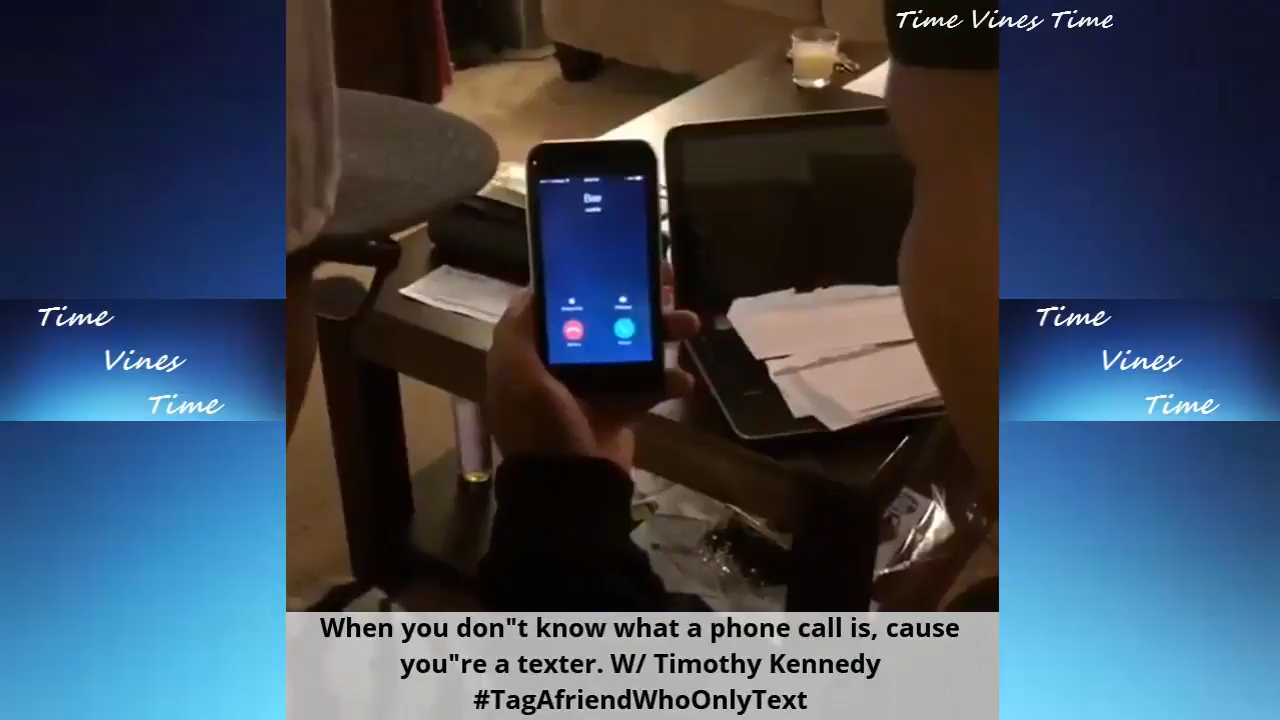 Time Vines Time
Time
Vines
Time
Time
Vines
Time
When you don"t know what a phone call is, cause
you"re a texter. W/ Timothy Kennedy
#TagAfriendWhoOnlyText